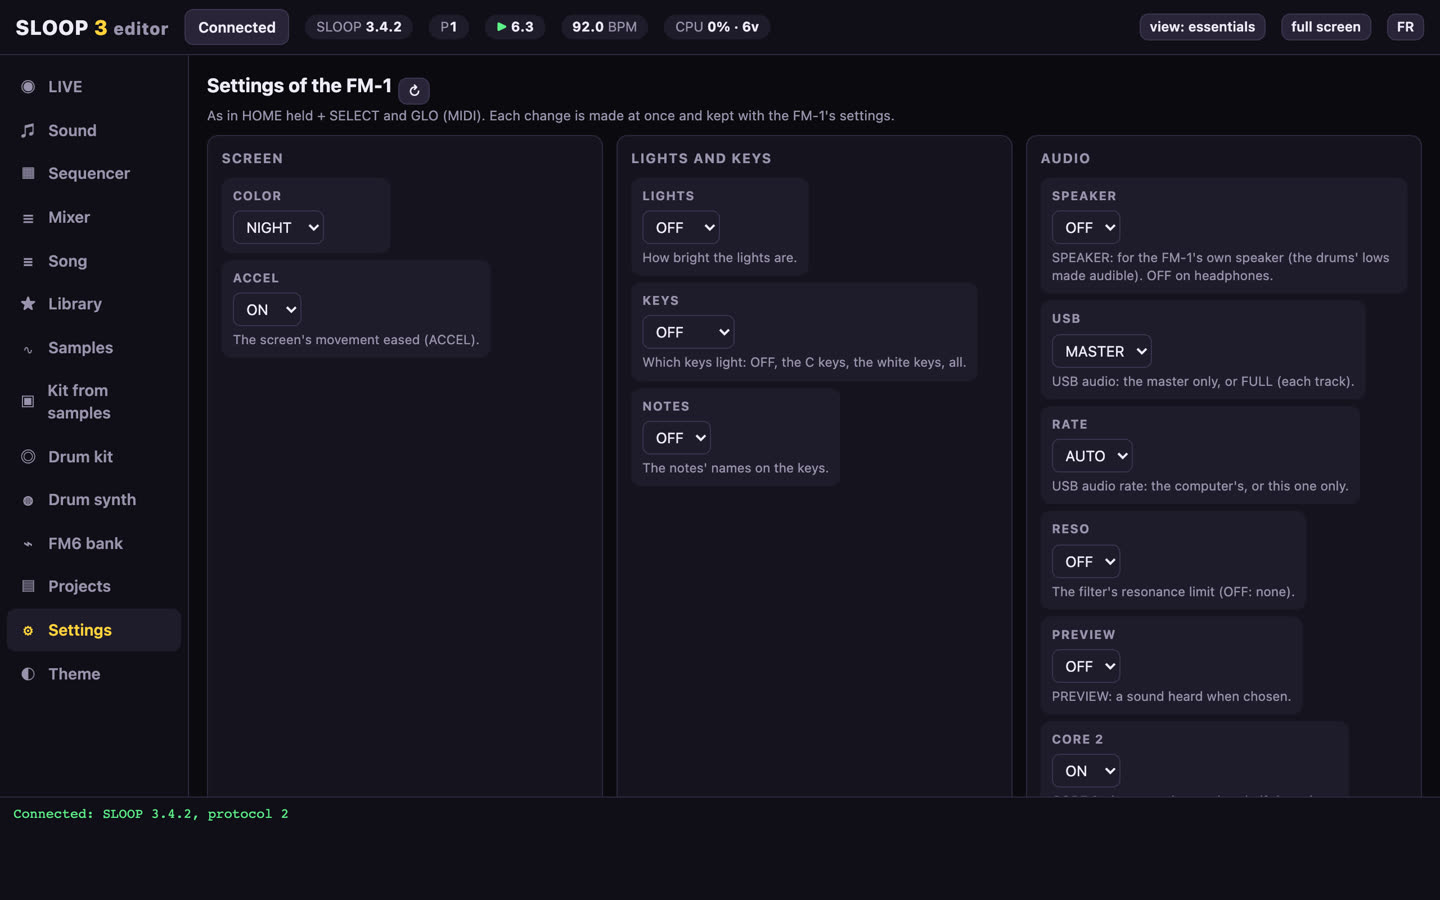 SLOOP 3 editor
Connected
SLOOP 3.4.2
P1
▶ 6.3
92.0 BPM
CPU 0% · 6v
view: essentials
full screen
FR
LIVE
Sound
Sequencer
Mixer
Song
Library
Samples
Kit from
samples
Drum kit
Drum synth
FM6 bank
Projects
Settings
Theme
Settings of the FM-1
As in HOME held + SELECT and GLO (MIDI). Each change is made at once and kept with the FM-1's settings.
SCREEN
COLOR
NIGHT
ACCEL
ON
The screen's movement eased (ACCEL).
LIGHTS AND KEYS
LIGHTS
OFF
How bright the lights are.
KEYS
OFF
Which keys light: OFF, the C keys, the white keys, all.
NOTES
OFF
The notes' names on the keys.
AUDIO
SPEAKER
OFF
SPEAKER: for the FM-1's own speaker (the drums' lows
made audible). OFF on headphones.
USB
MASTER
USB audio: the master only, or FULL (each track).
RATE
AUTO
USB audio rate: the computer's, or this one only.
RESO
OFF
The filter's resonance limit (OFF: none).
PREVIEW
OFF
PREVIEW: a sound heard when chosen.
CORE 2
ON
Connected: SLOOP 3.4.2, protocol 2